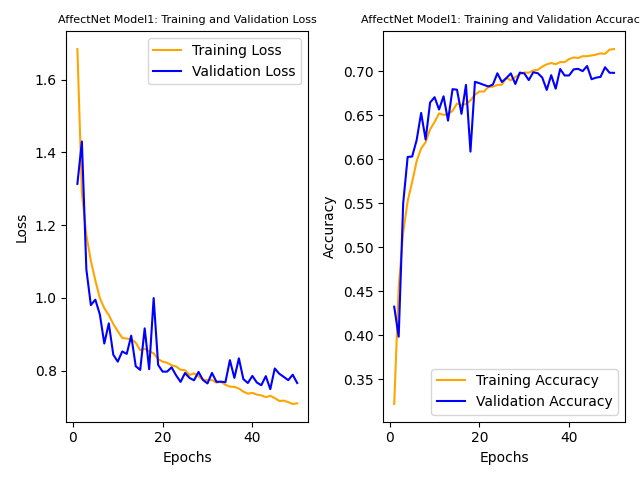 AffectNet Model1: Training and Validation Loss
Training Loss
Validation Loss
1.6
1.4
1.2
1.0
0.8
Loss
0
20
40
Epochs
AffectNet Model1: Training and Validation Accurac
0.70
0.65
0.60
0.55
0.50
0.45
0.40
0.35
Accuracy
Training Accuracy
Validation Accuracy
0
20
40
Epochs